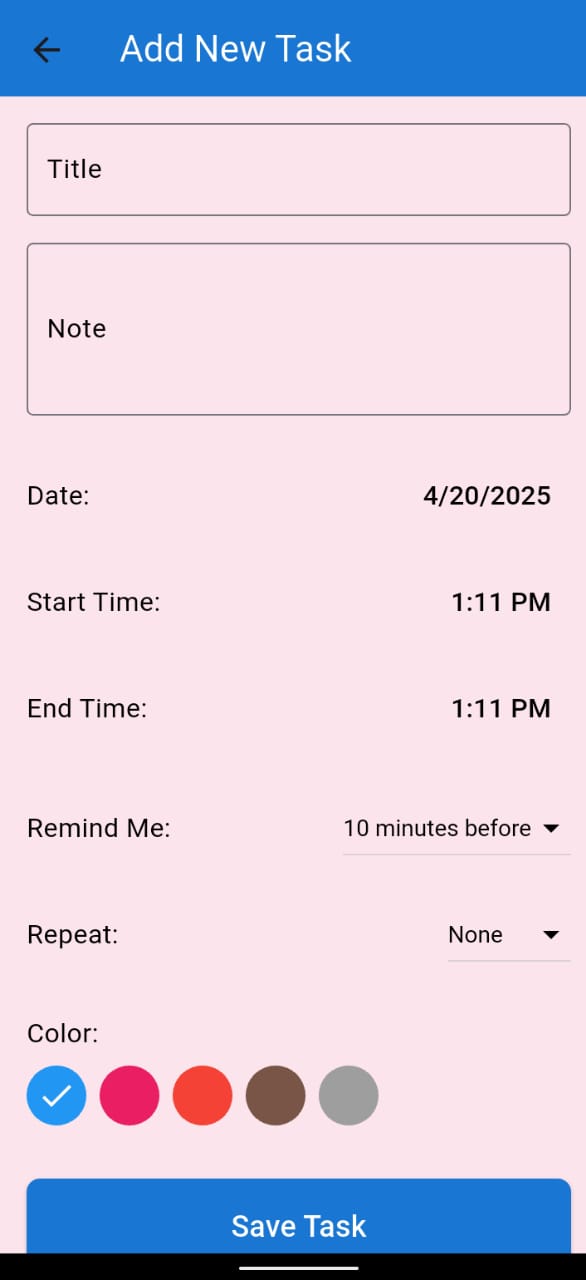 Add New Task
Title
Note
Date: 4/20/2025
Start Time: 1:11 PM
End Time: 1:11 PM
Remind Me: 10 minutes before
Repeat: None
Color:
Save Task